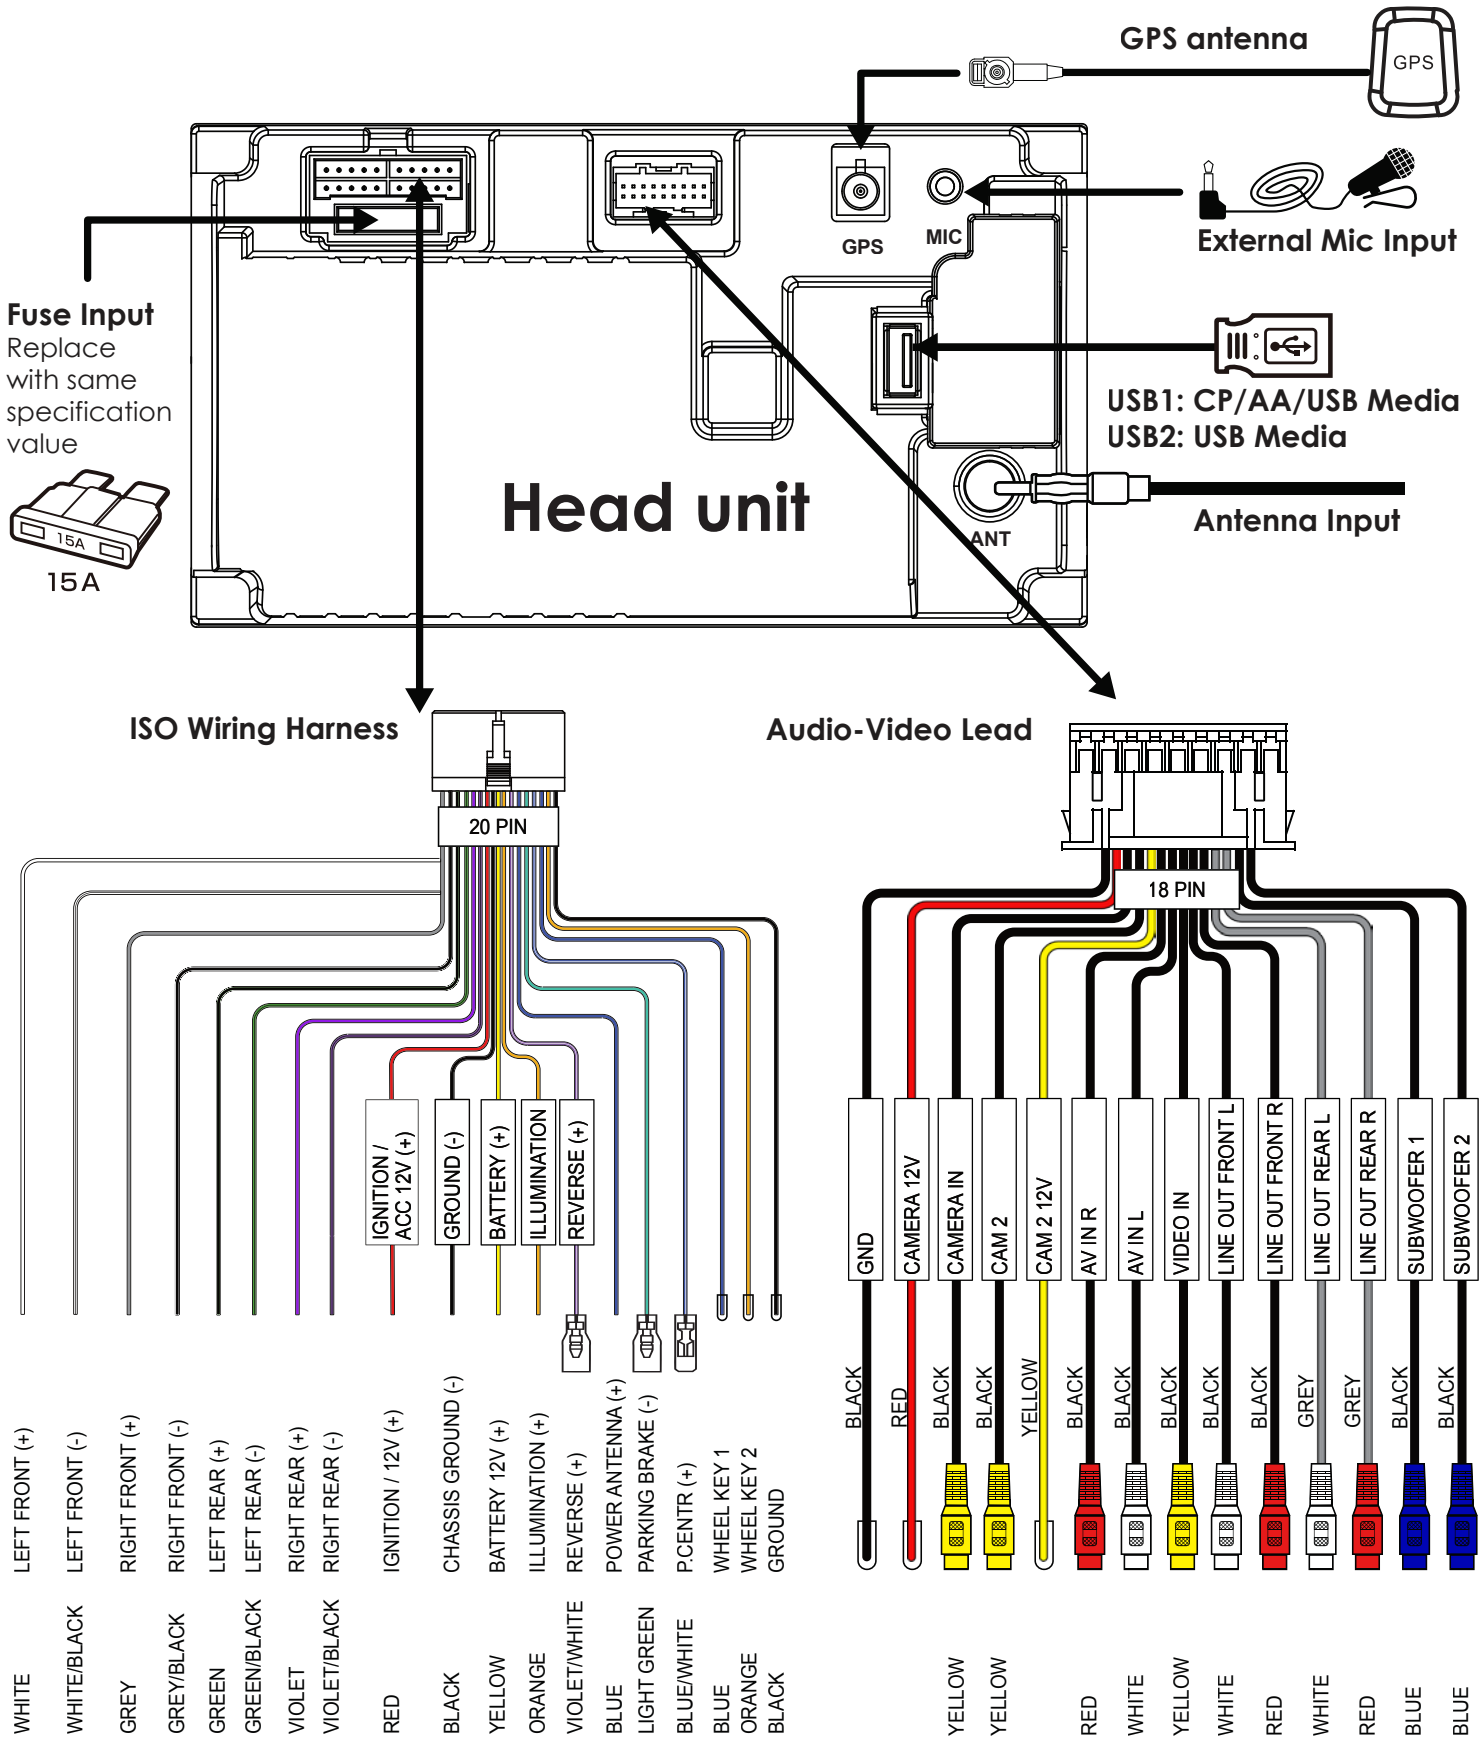 GPS antenna
GPS
GPS
MIC
External Mic Input
Fuse Input
Replace
with same
specification
value
15A
15A
USB1: CP/AA/USB Media
USB2: USB Media
Head unit
ANT
Antenna Input
ISO Wiring Harness
Audio-Video Lead
20 PIN
18 PIN
IGNITION /
ACC 12V (+)
GROUND (-)
BATTERY (+)
ILLUMINATION
REVERSE (+)
GND
CAMERA 12V
CAMERA IN
CAM 2
CAM 2 12V
AV IN R
AV IN L
VIDEO IN
LINE OUT FRONT L
LINE OUT FRONT R
LINE OUT REAR L
LINE OUT REAR R
SUBWOOFER 1
SUBWOOFER 2
BLACK
RED
BLACK
BLACK
YELLOW
BLACK
BLACK
BLACK
BLACK
BLACK
GREY
GREY
BLACK
BLACK
LEFT FRONT (+)
LEFT FRONT (-)
RIGHT FRONT (+)
RIGHT FRONT (-)
LEFT REAR (+)
LEFT REAR (-)
RIGHT REAR (+)
RIGHT REAR (-)
IGNITION / 12V (+)
CHASSIS GROUND (-)
BATTERY 12V (+)
ILLUMINATION (+)
REVERSE (+)
POWER ANTENNA (+)
PARKING BRAKE (-)
P.CENTR (+)
WHEEL KEY 1
WHEEL KEY 2
GROUND
WHITE
WHITE/BLACK
GREY
GREY/BLACK
GREEN
GREEN/BLACK
VIOLET
VIOLET/BLACK
RED
BLACK
YELLOW
ORANGE
VIOLET/WHITE
BLUE
LIGHT GREEN
BLUE/WHITE
BLUE
ORANGE
BLACK
YELLOW
YELLOW
RED
WHITE
YELLOW
WHITE
RED
WHITE
RED
BLUE
BLUE